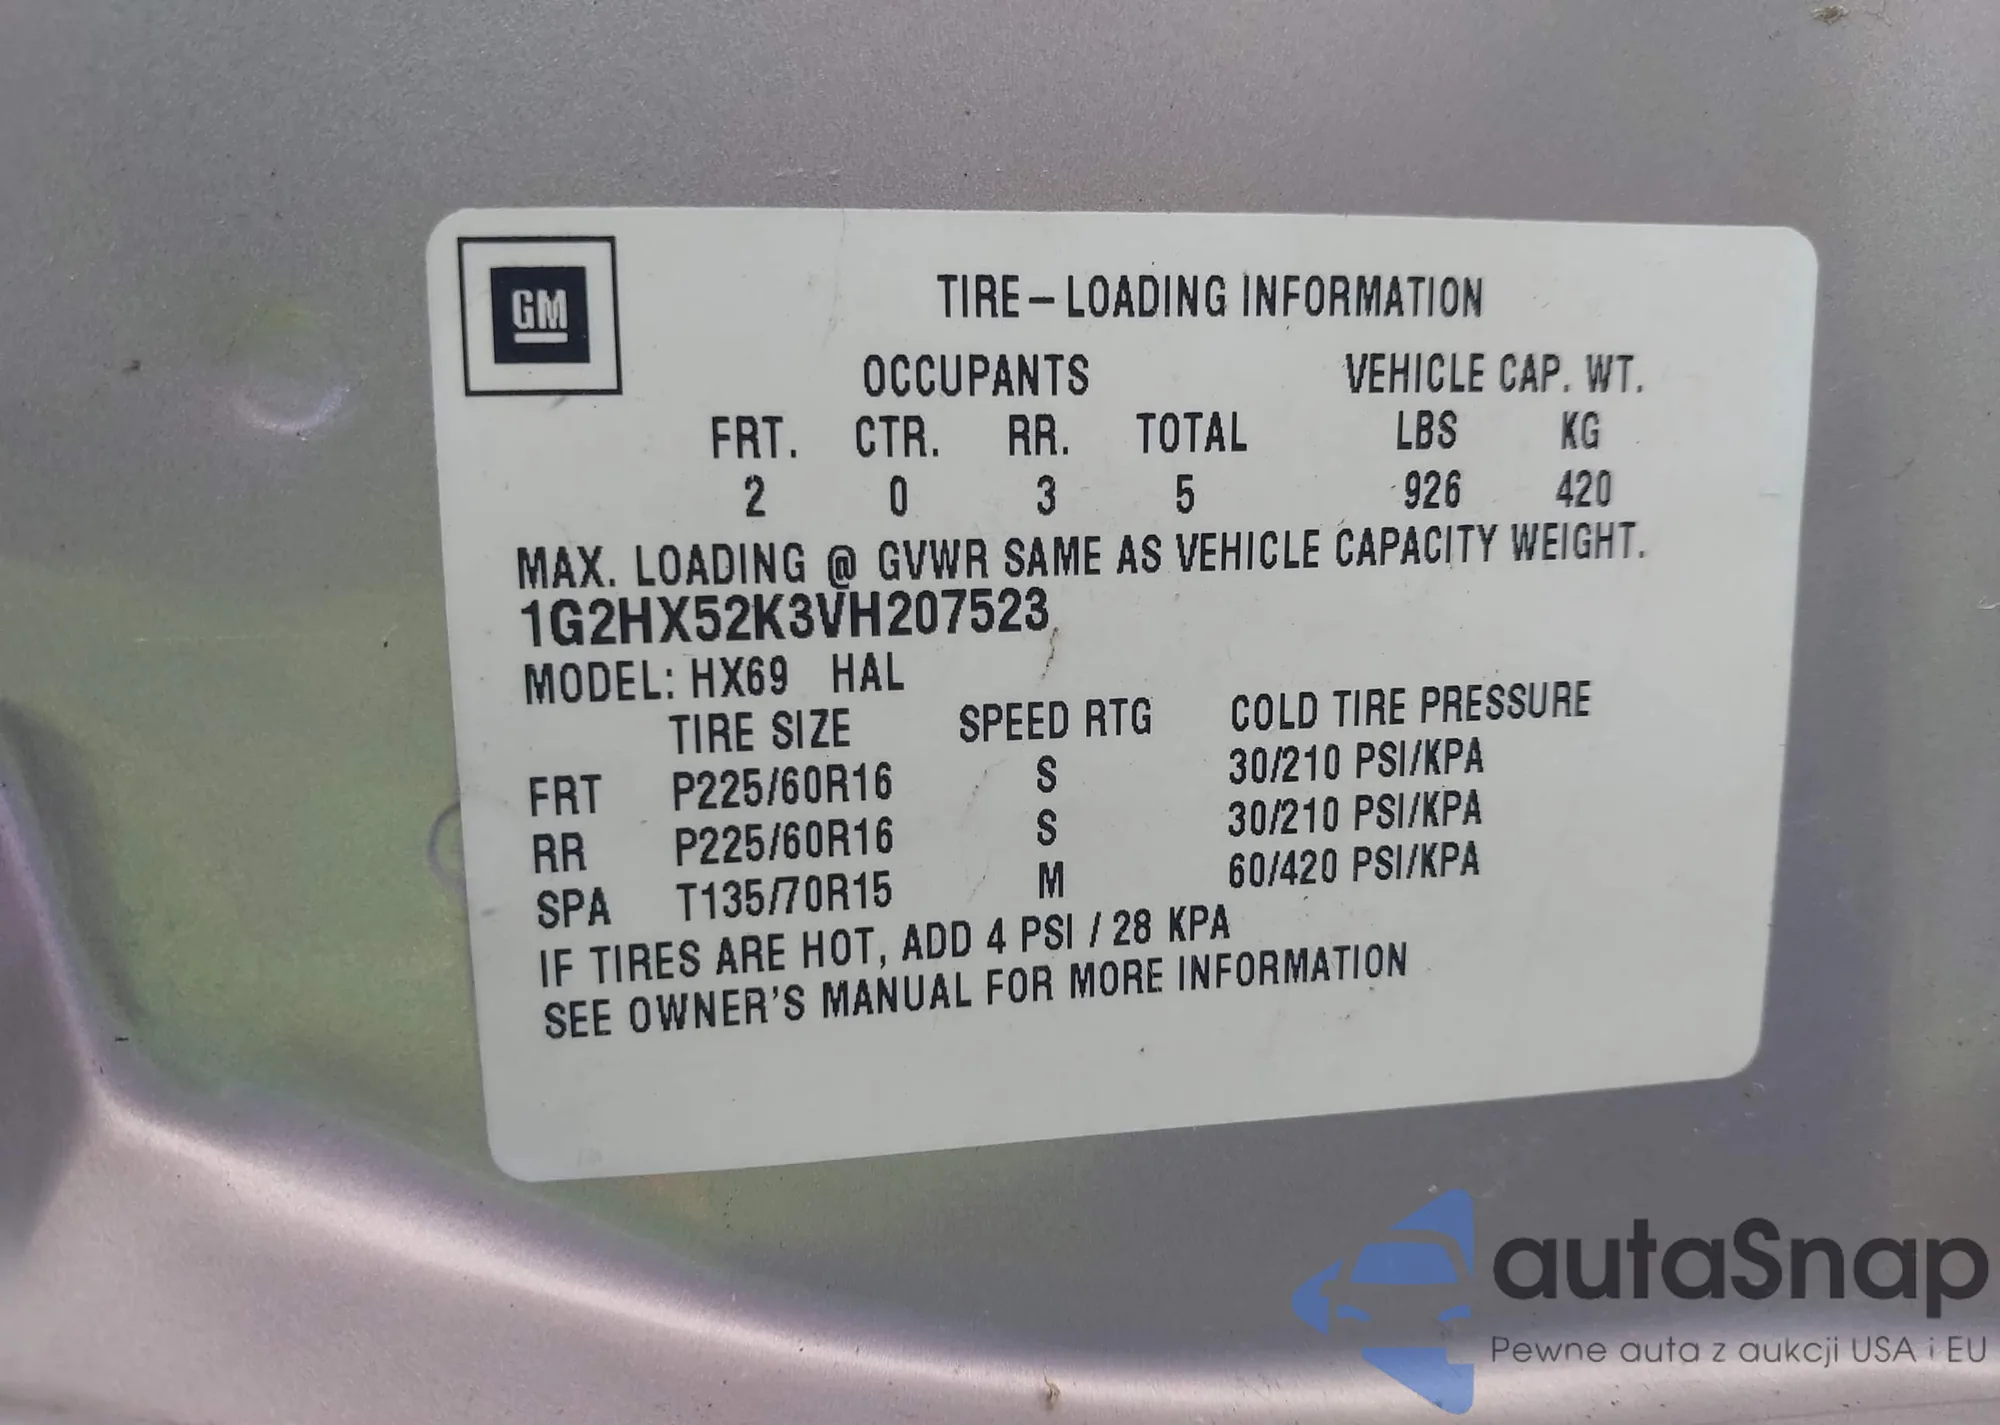 GM
TIRE-LOADING INFORMATION
OCCUPANTS VEHICLE CAP. WT.
FRT. CTR. RR. TOTAL LBS KG
2 0 3 5 926 420
MAX. LOADING @ GVWR SAME AS VEHICLE CAPACITY WEIGHT.
1G2HX52K3VH207523
MODEL: HX69 HAL
TIRE SIZE SPEED RTG COLD TIRE PRESSURE
FRT P225/60R16 S 30/210 PSI/KPA
RR P225/60R16 S 30/210 PSI/KPA
SPA T135/70R15 M 60/420 PSI/KPA
IF TIRES ARE HOT, ADD 4 PSI / 28 KPA
SEE OWNER'S MANUAL FOR MORE INFORMATION
autaSnap
Pewne auta z aukcji USA i EU